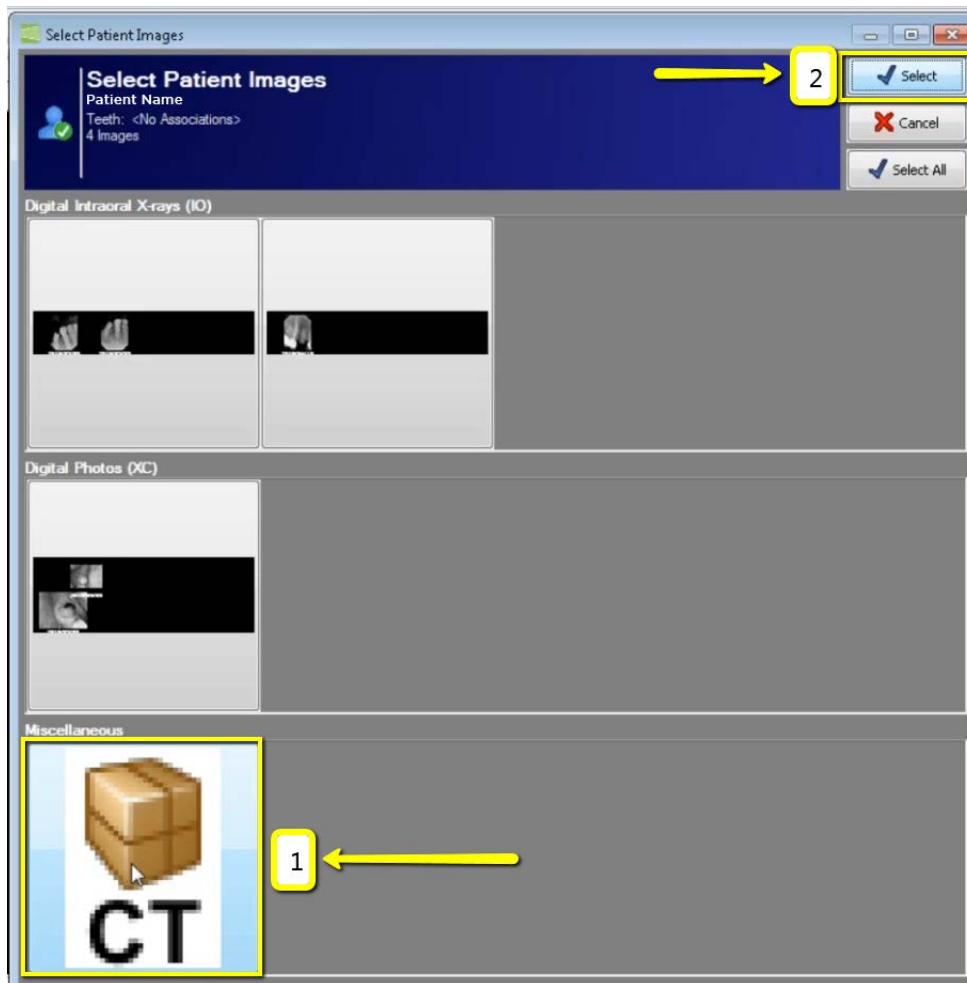 Select Patient Images
Select Patient Images
Patient Name
Teeth: <No Associations>
4 Images
2
Select
Cancel
Select All
Digital Intraoral X-rays (IO)
Digital Photos (XC)
Miscellaneous
1
CT